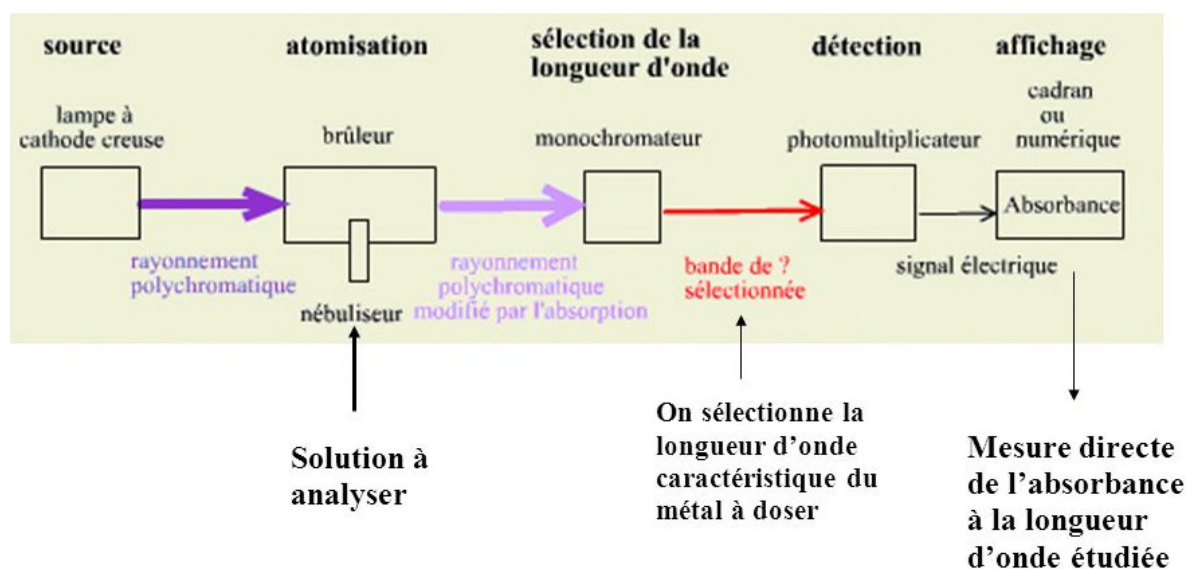 source
atomisation
sélection de la
longueur d'onde
détection
affichage
lampe à
cathode creuse
brûleur
monochromateur
photomultiplicateur
cadran
ou
numérique
Absorbance
rayonnement
polychromatique
nébuliseur
rayonnement
polychromatique
modifié par l'absorption
bande de ?
sélectionnée
signal électrique
Solution à
analyser
On sélectionne la
longueur d’onde
caractéristique du
métal à doser
Mesure directe
de l’absorbance
à la longueur
d’onde étudiée